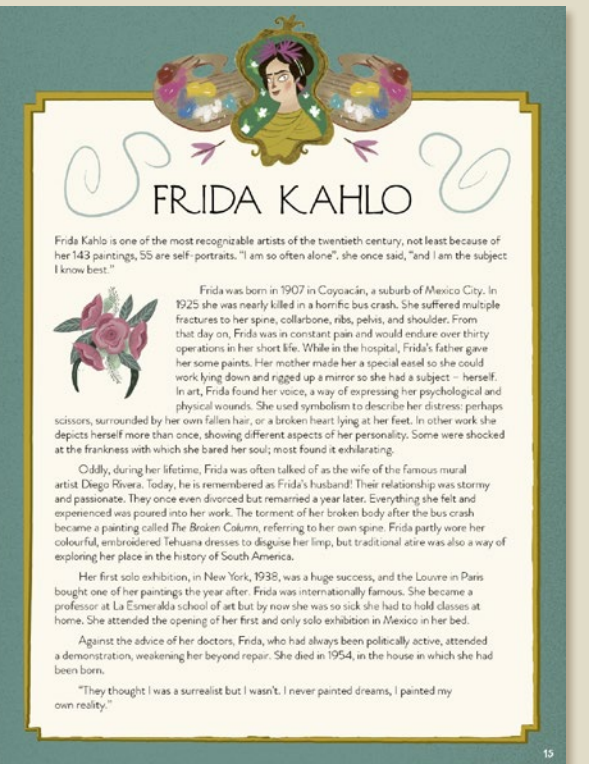 FRIDA KAHLO
Frida Kahlo is one of the most recognizable artists of the twentieth century, not least because of
her 143 paintings, 55 are self-portraits. "I am so often alone". she once said, "and I am the subject
I know best."
Frida was born in 1907 in Coyoacán, a suburb of Mexico City. In
1925 she was nearly killed in a horrific bus crash. She suffered multiple
fractures to her spine, collarbone, ribs, pelvis, and shoulder. From
that day on, Frida was in constant pain and would endure over thirty
operations in her short life. While in the hospital, Frida's father gave
her some paints. Her mother made her a special easel so she could
work lying down and rigged up a mirror so she had a subject – herself.
In art, Frida found her voice, a way of expressing her psychological and
physical wounds. She used symbolism to describe her distress: perhaps
scissors, surrounded by her own fallen hair, or a broken heart lying at her feet. In other work she
depicts herself more than once, showing different aspects of her personality. Some were shocked
at the frankness with which she bared her soul; most found it exhilarating.
Oddly, during her lifetime, Frida was often talked of as the wife of the famous mural
artist Diego Rivera. Today, he is remembered as Frida's husband! Their relationship was stormy
and passionate. They once even divorced but remarried a year later. Everything she felt and
experienced was poured into her work. The torment of her broken body after the bus crash
became a painting called The Broken Column, referring to her own spine. Frida partly wore her
colourful, embroidered Tehuana dresses to disguise her limp, but traditional atire was also a way of
exploring her place in the history of South America.
Her first solo exhibition, in New York, 1938, was a huge success, and the Louvre in Paris
bought one of her paintings the year after. Frida was internationally famous. She became a
professor at La Esmeralda school of art but by now she was so sick she had to hold classes at
home. She attended the opening of her first and only solo exhibition in Mexico in her bed.
Against the advice of her doctors, Frida, who had always been politically active, attended
a demonstration, weakening her beyond repair. She died in 1954, in the house in which she had
been born.
"They thought I was a surrealist but I wasn't. I never painted dreams, I painted my
own reality."
15